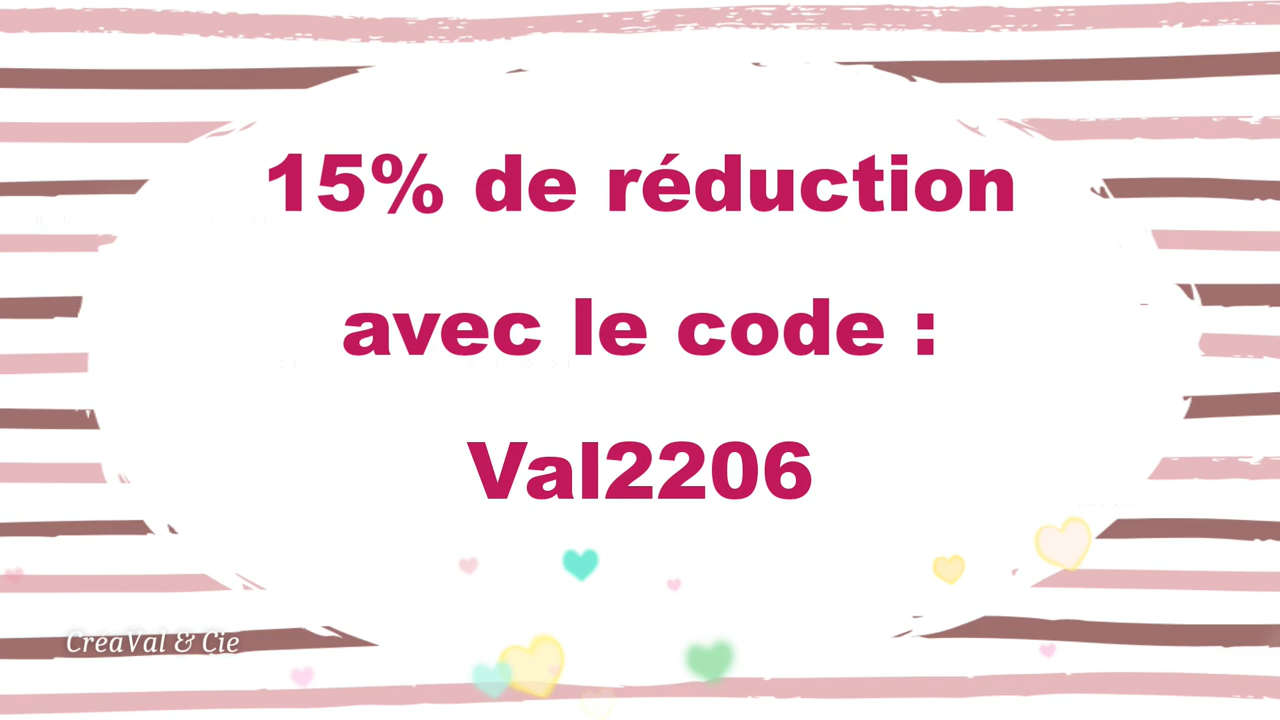 15% de réduction
avec le code :
Val2206
CreaVal & Cie